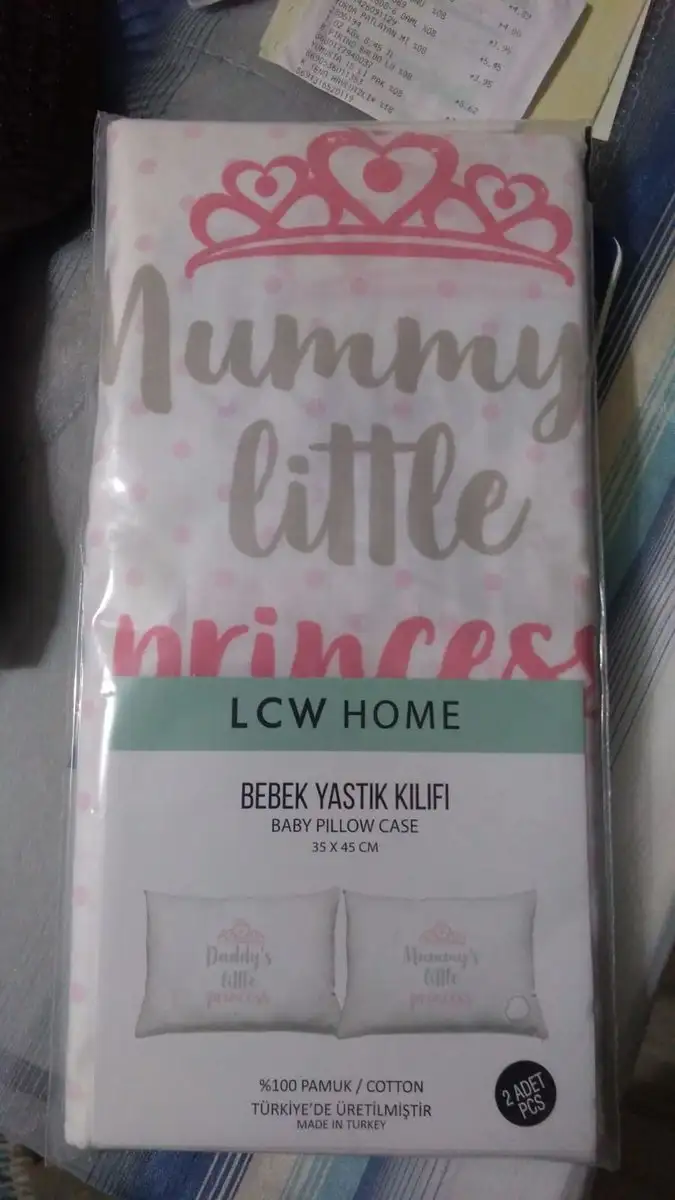 Mummy
little
princess
LCW HOME
BEBEK YASTIK KILIFI
BABY PILLOW CASE
35 X 45 CM
Daddy's
little
princess
Mummy's
little
princess
%100 PAMUK / COTTON
TÜRKİYE'DE ÜRETİLMİŞTİR
MADE IN TURKEY
2 ADET
PCS